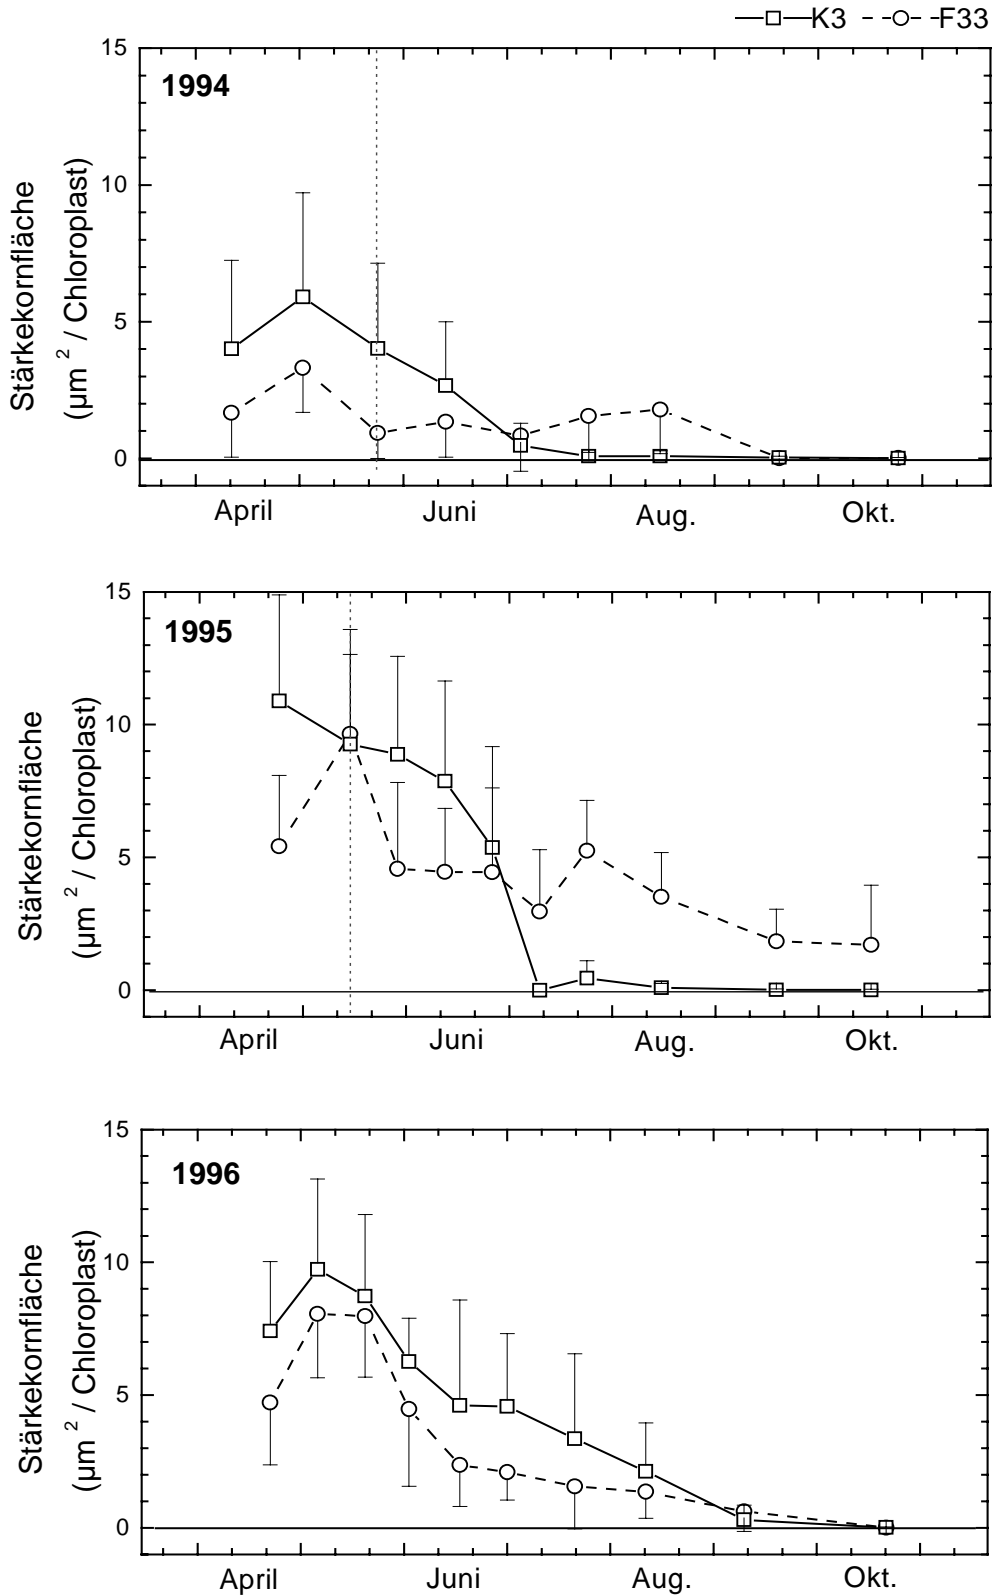 K3 F33
1994
15
10
5
0
Stärkekornfläche
(µm² / Chloroplast)
April Juni Aug. Okt.
1995
15
10
5
0
Stärkekornfläche
(µm² / Chloroplast)
April Juni Aug. Okt.
1996
15
10
5
0
Stärkekornfläche
(µm² / Chloroplast)
April Juni Aug. Okt.